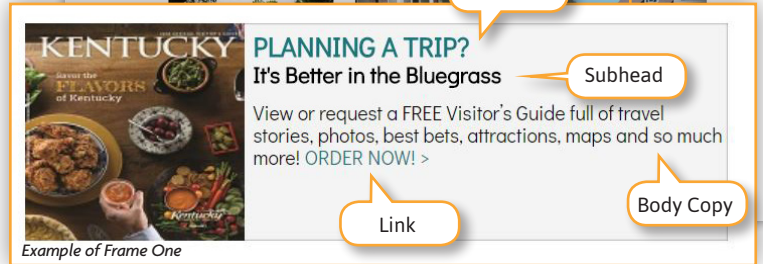 KENTUCKY
Savor the
FLAVORS
of Kentucky
Kentucky
PLANNING A TRIP?
It's Better in the Bluegrass
Subhead
View or request a FREE Visitor's Guide full of travel
stories, photos, best bets, attractions, maps and so much
more! ORDER NOW! >
Link
Body Copy
Example of Frame One